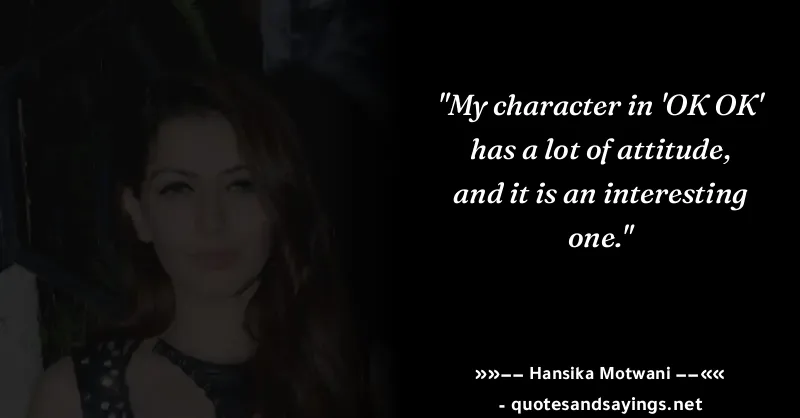 "My character in 'OK OK'
has a lot of attitude,
and it is an interesting
one."
»»–– Hansika Motwani ––««
- quotesandsayings.net